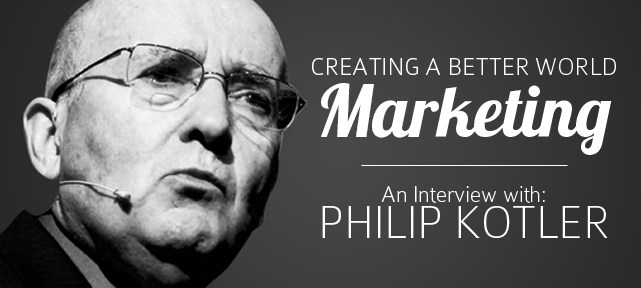 CREATING A BETTER WORLD
Marketing
An Interview with:
PHILIP KOTLER